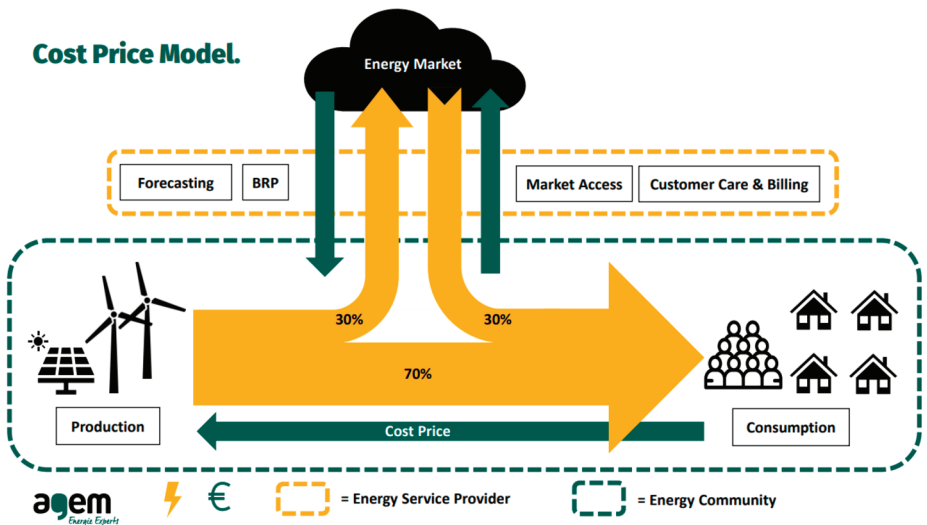 Cost Price Model.
Energy Market
Forecasting
BRP
Market Access
Customer Care & Billing
30%
30%
70%
Production
Cost Price
Consumption
agem
Energie Experts
€
= Energy Service Provider
= Energy Community